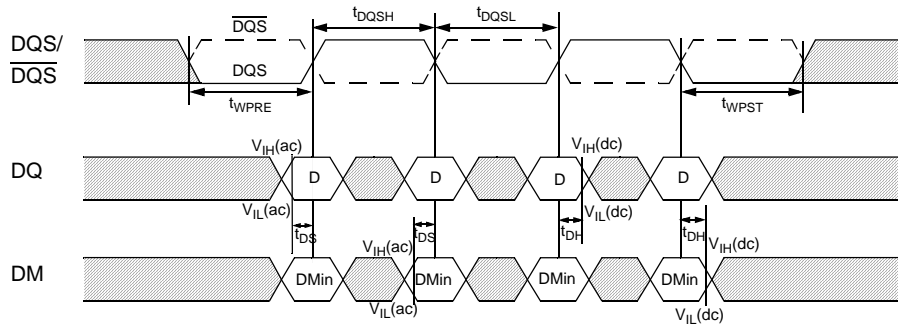 DQS
tDQSH
tDQSL
DQS/
DQS
DQS
tWPRE
tWPST
VIH(ac)
VIH(dc)
DQ
D
D
D
D
VIL(ac)
VIL(dc)
tDS
VIH(ac)
tDS
tDH
tDH
VIH(dc)
DM
DMin
DMin
DMin
DMin
VIL(ac)
VIL(dc)